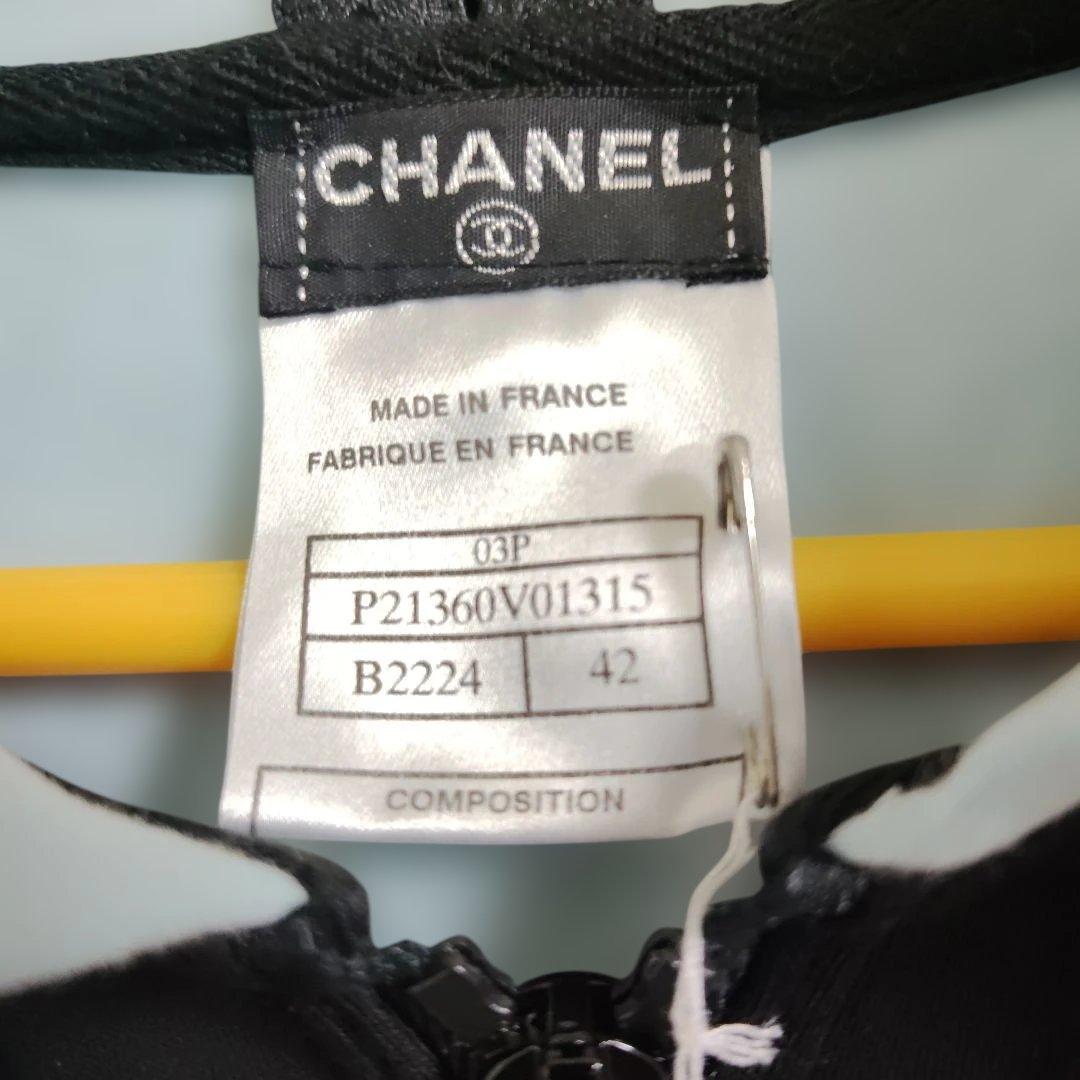 CHANEL
MADE IN FRANCE
FABRIQUE EN FRANCE
03P
P21360V01315
B2224 42
COMPOSITION